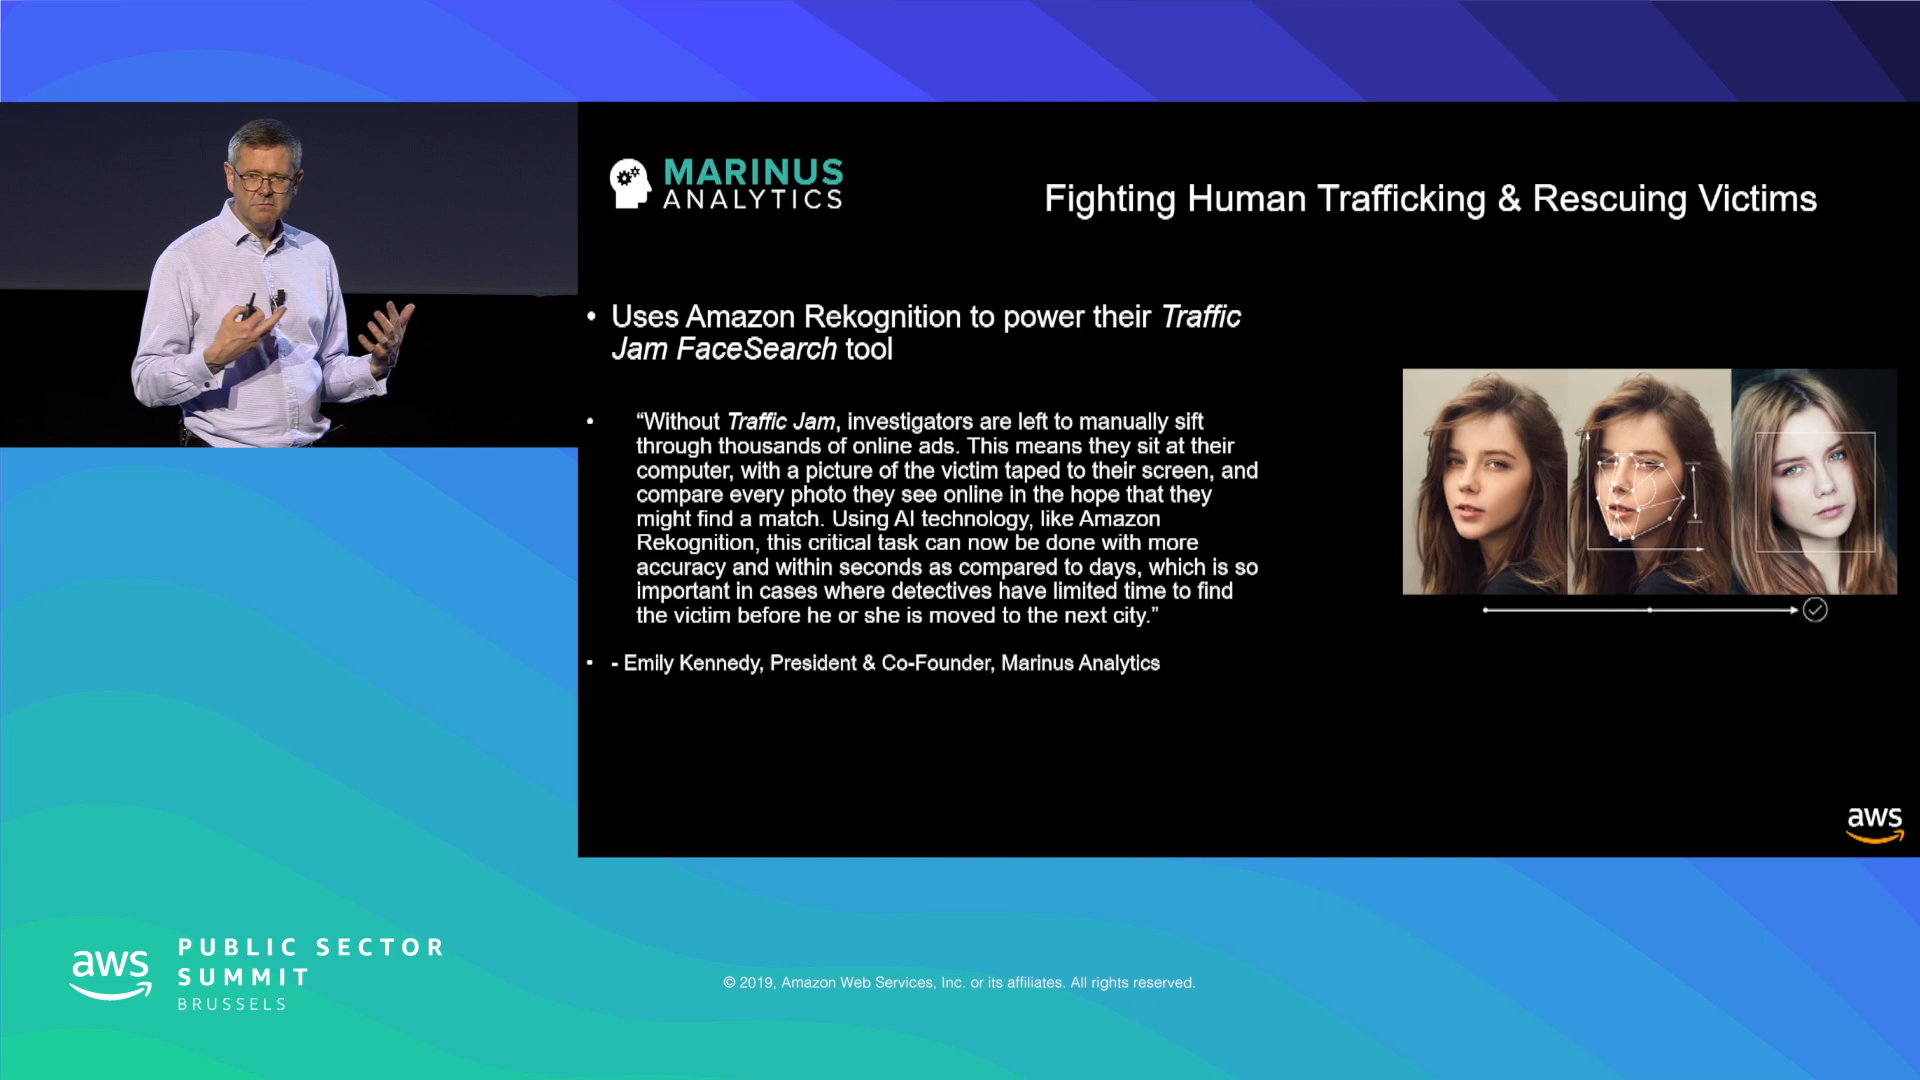 MARINUS
ANALYTICS
Fighting Human Trafficking & Rescuing Victims
• Uses Amazon Rekognition to power their Traffic
Jam FaceSearch tool
• “Without Traffic Jam, investigators are left to manually sift
through thousands of online ads. This means they sit at their
computer, with a picture of the victim taped to their screen, and
compare every photo they see online in the hope that they
might find a match. Using AI technology, like Amazon
Rekognition, this critical task can now be done with more
accuracy and within seconds as compared to days, which is so
important in cases where detectives have limited time to find
the victim before he or she is moved to the next city.”
• - Emily Kennedy, President & Co-Founder, Marinus Analytics
aws
aws
PUBLIC SECTOR
SUMMIT
BRUSSELS
© 2019, Amazon Web Services, Inc. or its affiliates. All rights reserved.